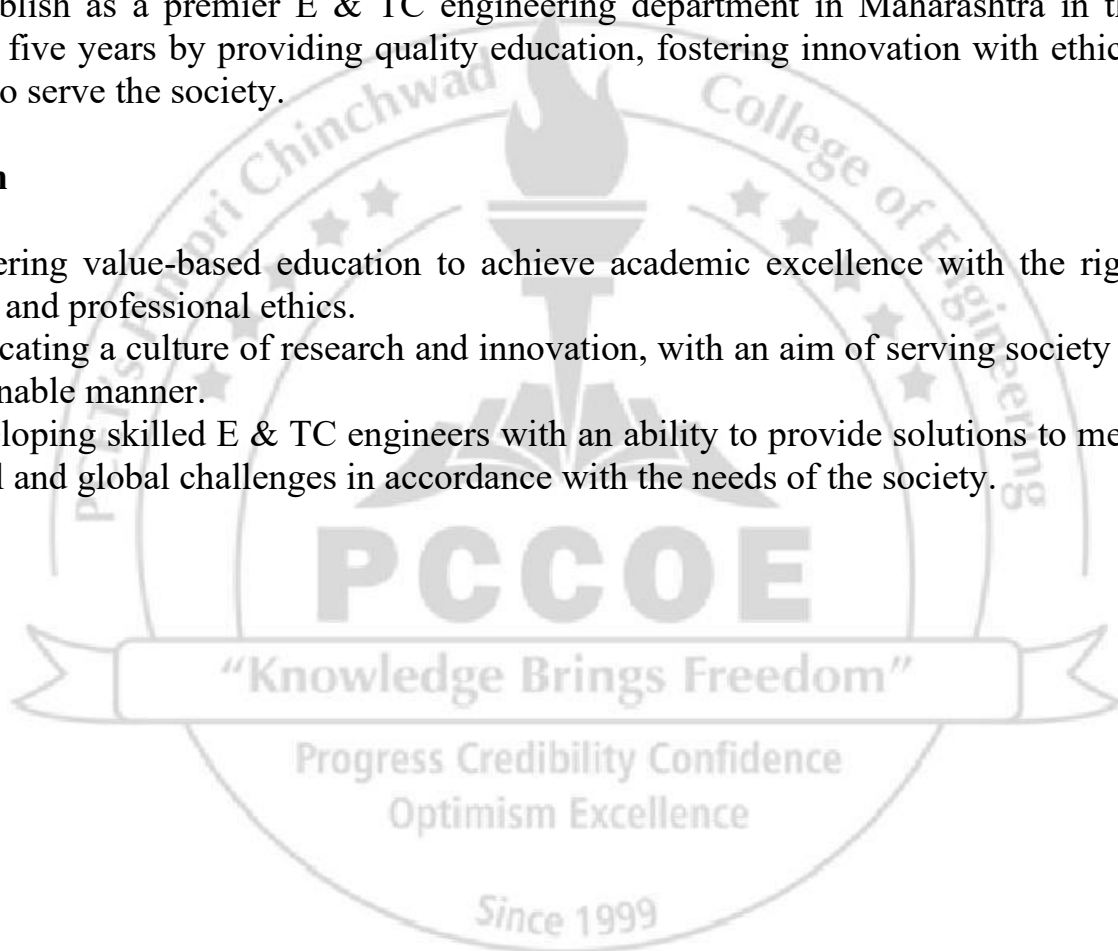 blish as a premier E & TC engineering department in Maharashtra in t
five years by providing quality education, fostering innovation with ethic
o serve the society.
n
ering value-based education to achieve academic excellence with the rig
and professional ethics.
cating a culture of research and innovation, with an aim of serving society
nable manner.
loping skilled E & TC engineers with an ability to provide solutions to me
l and global challenges in accordance with the needs of the society.
Pimpri Chinchwad College of Engineering
PCCOE
“Knowledge Brings Freedom”
Progress Credibility Confidence
Optimism Excellence
Since 1999